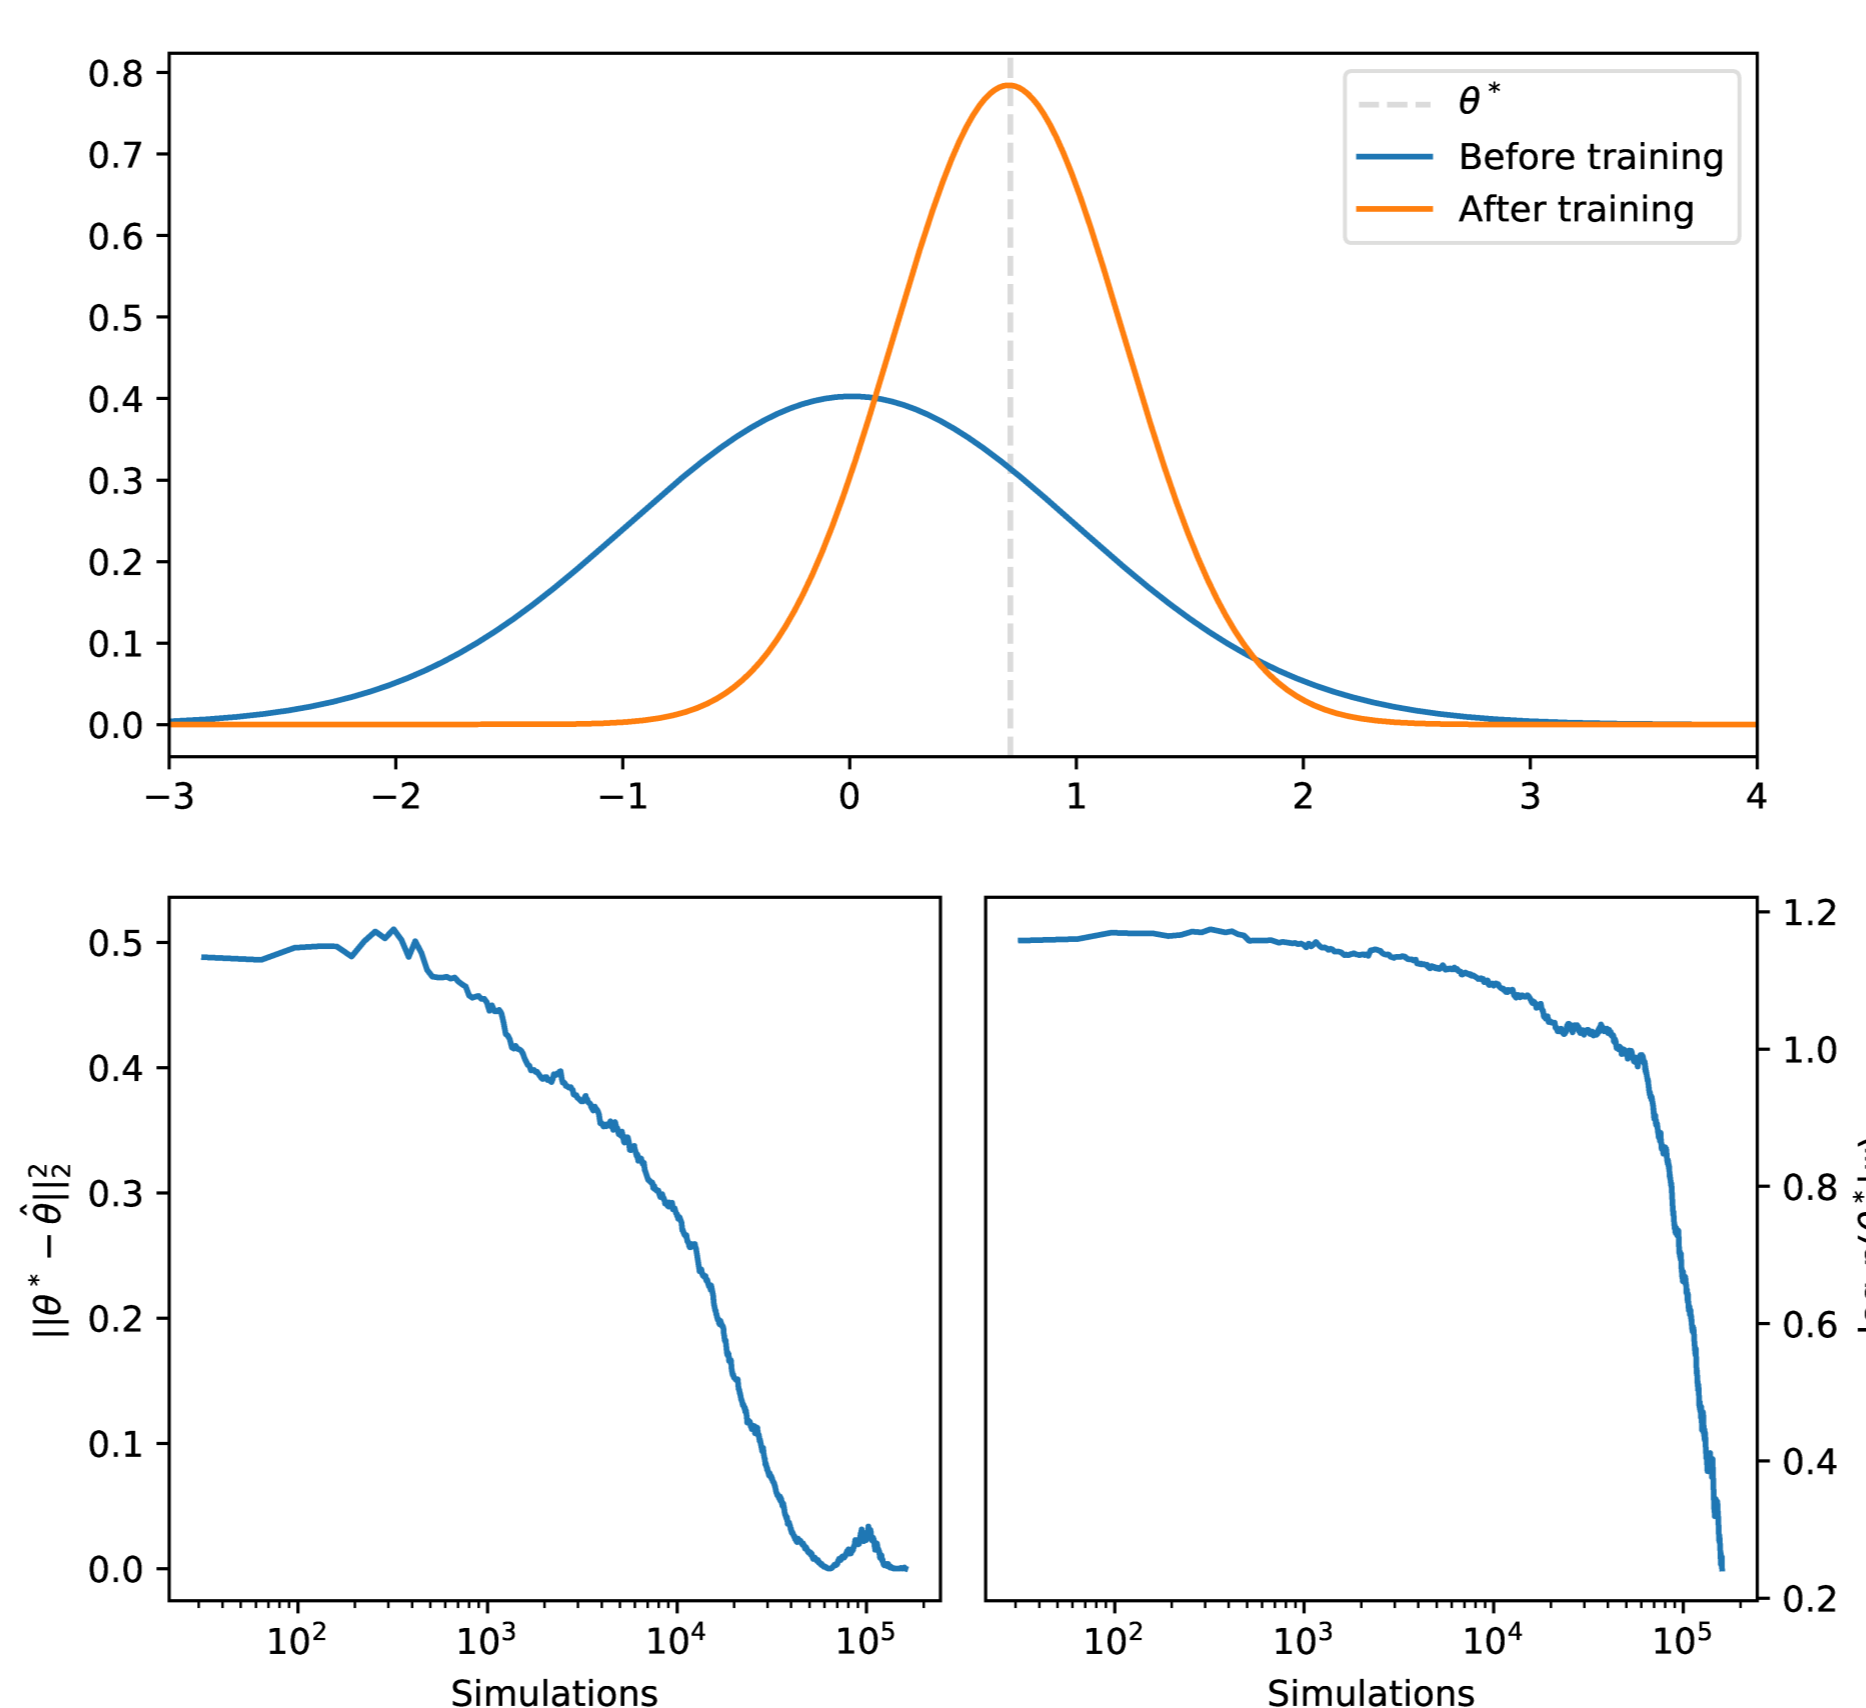 0.8
0.7
0.6
0.5
0.4
0.3
0.2
0.1
0.0
θ*
Before training
After training
−3 −2 −1 0 1 2 3 4
||θ* − θ̂||₂²
0.5
0.4
0.3
0.2
0.1
0.0
10² 10³ 10⁴ 10⁵
Simulations
1.2
1.0
0.8
0.6
0.4
0.2
10² 10³ 10⁴ 10⁵
Simulations